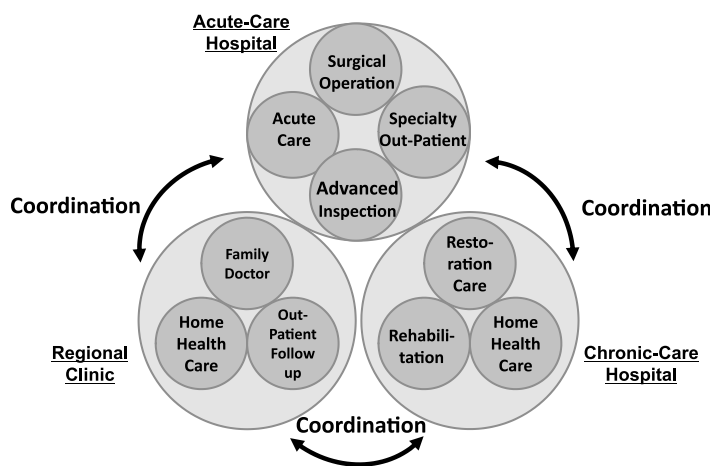 Acute-Care
Hospital
Surgical
Operation
Acute
Care
Specialty
Out-Patient
Advanced
Inspection
Coordination
Coordination
Family
Doctor
Home
Health
Care
Out-
Patient
Follow
up
Regional
Clinic
Resto-
ration
Care
Rehabili-
tation
Home
Health
Care
Chronic-Care
Hospital
Coordination